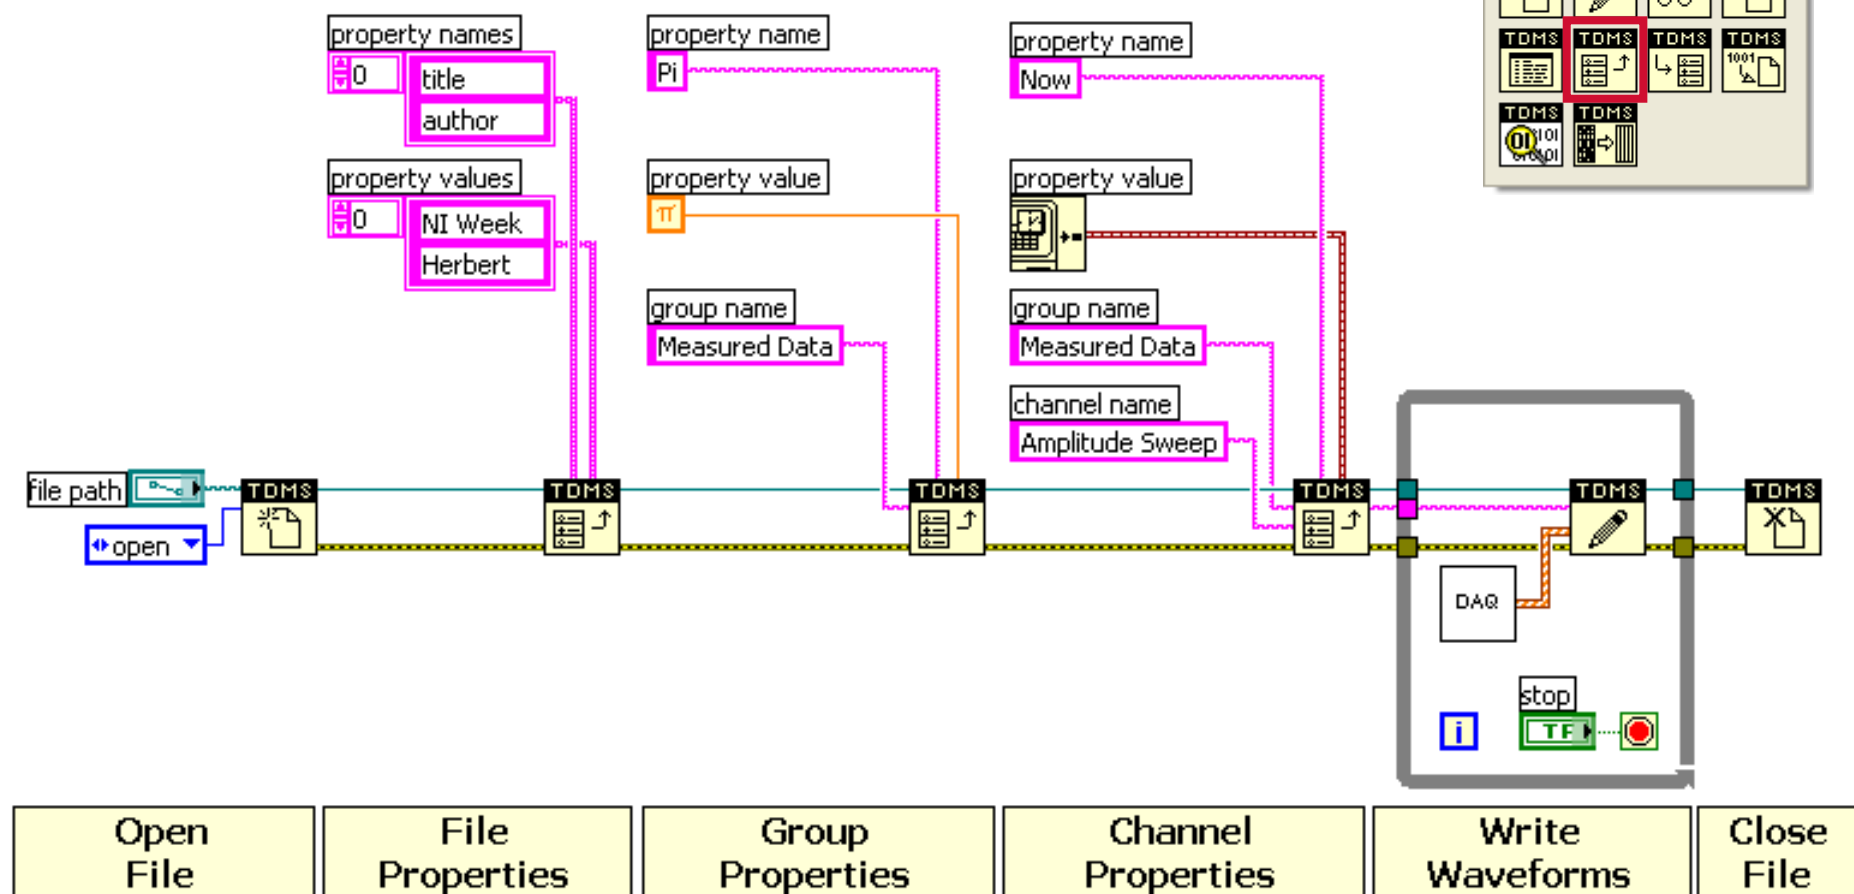 property names
0
title
author
property values
0
NI Week
Herbert
property name
Pi
property value
π
group name
Measured Data
property name
Now
property value
group name
Measured Data
channel name
Amplitude Sweep
TDMS
TDMS
TDMS
TDMS
1001
TDMS
TDMS
file path
open
TDMS
TDMS
TDMS
TDMS
TDMS
TDMS
DAQ
stop
TF
i
Open
File
File
Properties
Group
Properties
Channel
Properties
Write
Waveforms
Close
File